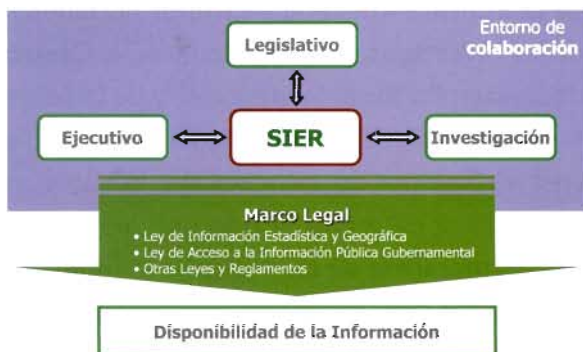 Entorno de
colaboración
Legislativo
Ejecutivo
SIER
Investigación
Marco Legal
• Ley de Información Estadística y Geográfica
• Ley de Acceso a la Información Pública Gubernamental
• Otras Leyes y Reglamentos
Disponibilidad de la Información